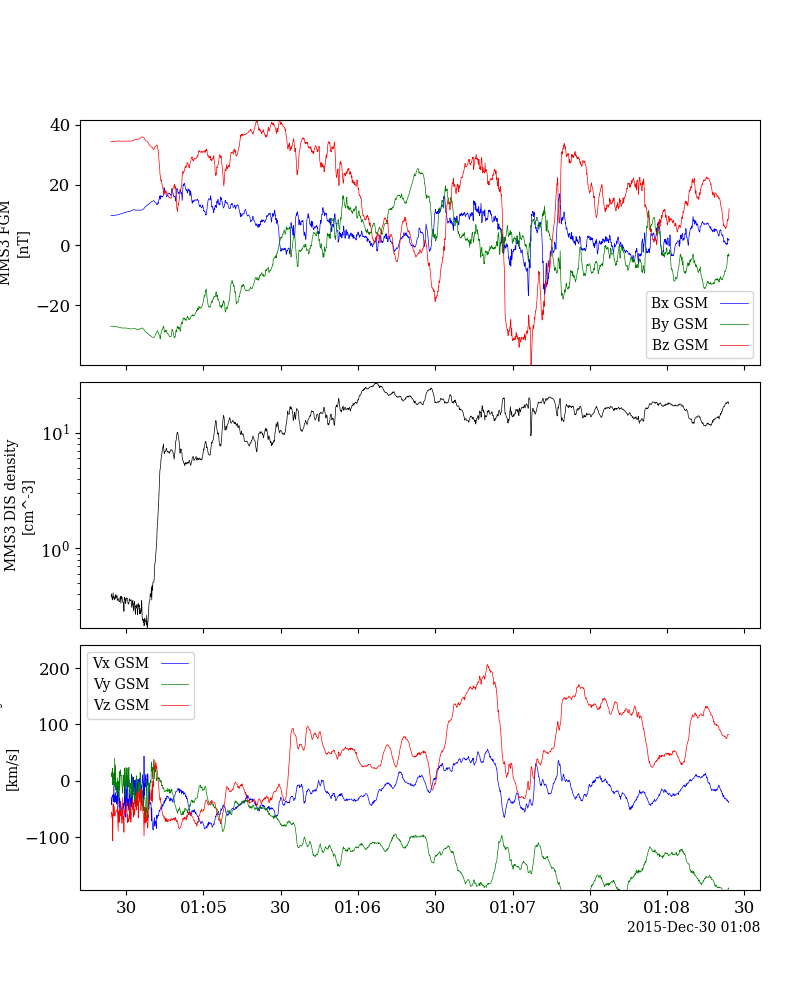 40
20
0
−20
MMS3 FGM
[nT]
Bx GSM
By GSM
Bz GSM
10^1
10^0
MMS3 DIS density
[cm^-3]
200
100
0
−100
[km/s]
Vx GSM
Vy GSM
Vz GSM
30 01:05 30 01:06 30 01:07 30 01:08 30
2015-Dec-30 01:08